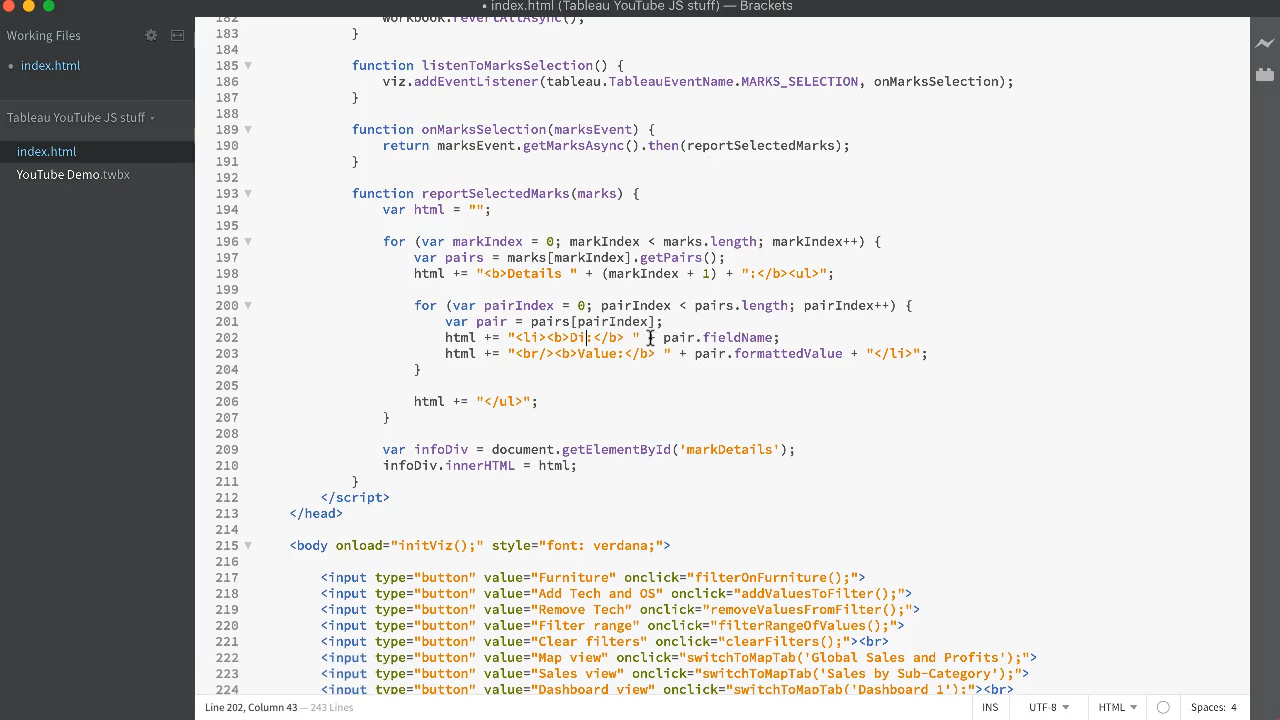 • index.html (Tableau YouTube JS stuff) — Brackets
Working Files
• index.html
Tableau YouTube JS stuff
index.html
YouTube Demo.twbx
182 workbook.revertAllAsync();
183 }
184
185 function listenToMarksSelection() {
186 viz.addEventListener(tableau.TableauEventName.MARKS_SELECTION, onMarksSelection);
187 }
188
189 function onMarksSelection(marksEvent) {
190 return marksEvent.getMarksAsync().then(reportSelectedMarks);
191 }
192
193 function reportSelectedMarks(marks) {
194 var html = "";
195
196 for (var markIndex = 0; markIndex < marks.length; markIndex++) {
197 var pairs = marks[markIndex].getPairs();
198 html += "<b>Details " + (markIndex + 1) + ":</b><ul>";
199
200 for (var pairIndex = 0; pairIndex < pairs.length; pairIndex++) {
201 var pair = pairs[pairIndex];
202 html += "<li><b>Di:</b> " + pair.fieldName;
203 html += "<br/><b>Value:</b> " + pair.formattedValue + "</li>";
204 }
205
206 html += "</ul>";
207 }
208
209 var infoDiv = document.getElementById('markDetails');
210 infoDiv.innerHTML = html;
211 }
212 </script>
213 </head>
214
215 <body onload="initViz();" style="font: verdana;">
216
217 <input type="button" value="Furniture" onclick="filterOnFurniture();">
218 <input type="button" value="Add Tech and OS" onclick="addValuesToFilter();">
219 <input type="button" value="Remove Tech" onclick="removeValuesFromFilter();">
220 <input type="button" value="Filter range" onclick="filterRangeOfValues();">
221 <input type="button" value="Clear filters" onclick="clearFilters();"><br>
222 <input type="button" value="Map view" onclick="switchToMapTab('Global Sales and Profits');">
223 <input type="button" value="Sales view" onclick="switchToMapTab('Sales by Sub-Category');">
224 <input type="button" value="Dashboard view" onclick="switchToMapTab('Dashboard 1');"><br>
Line 202, Column 43 — 243 Lines
INS
UTF-8
HTML
Spaces: 4